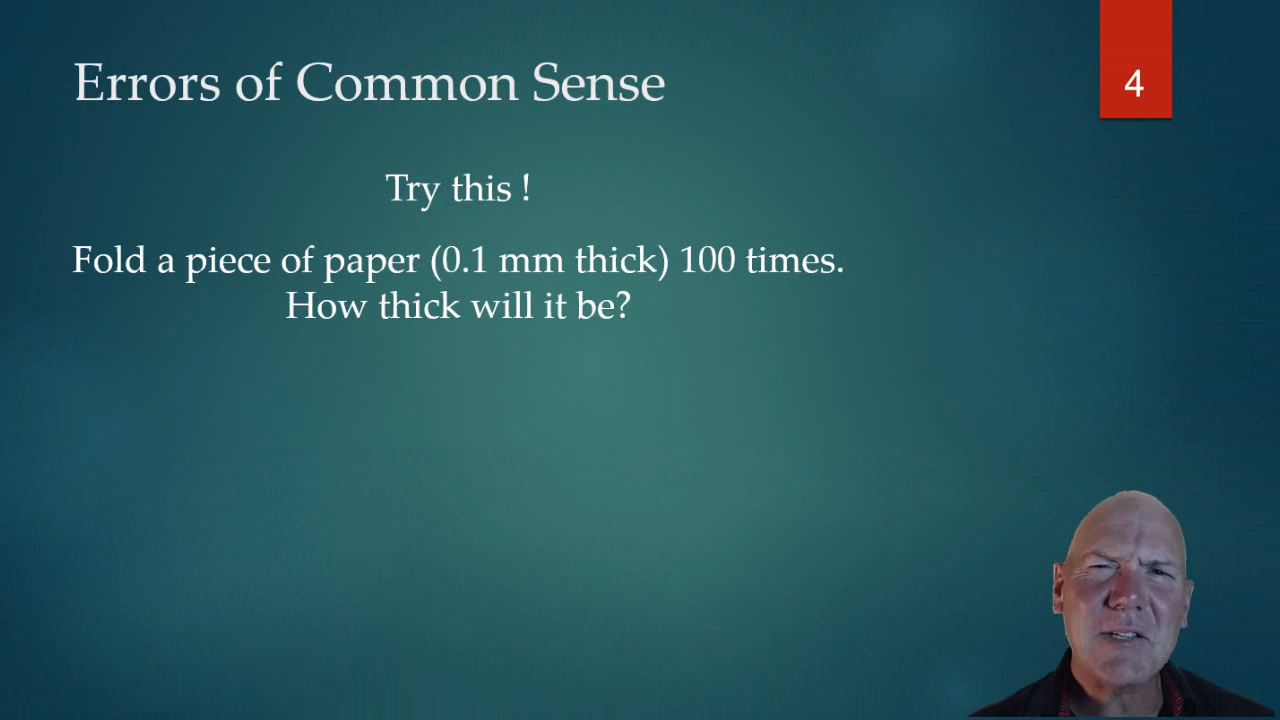 Errors of Common Sense
4
Try this !
Fold a piece of paper (0.1 mm thick) 100 times.
How thick will it be?